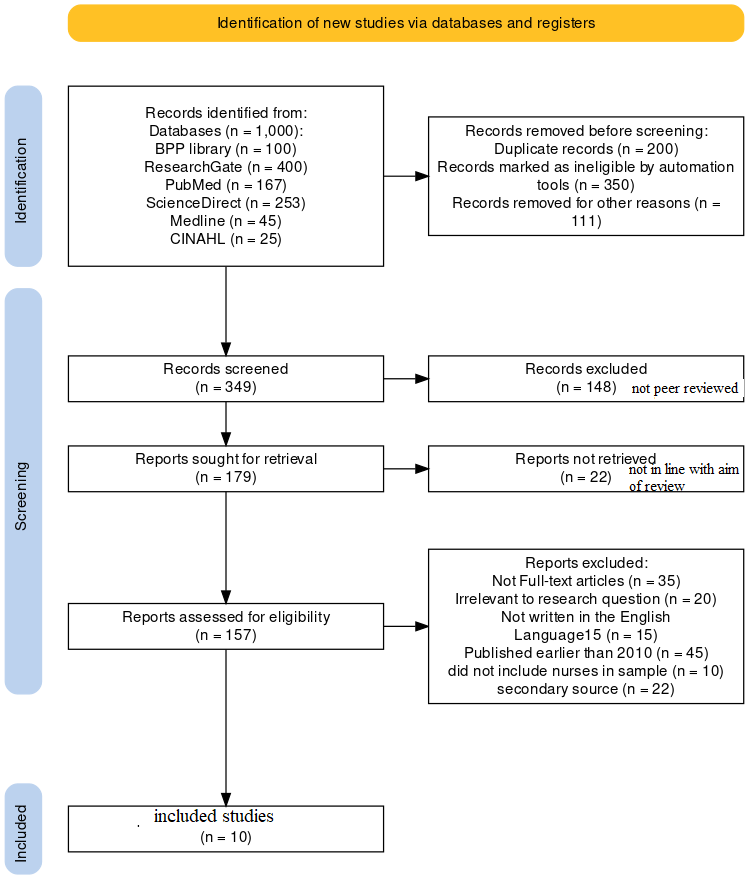 Identification of new studies via databases and registers
Identification
Records identified from:
Databases (n = 1,000):
BPP library (n = 100)
ResearchGate (n = 400)
PubMed (n = 167)
ScienceDirect (n = 253)
Medline (n = 45)
CINAHL (n = 25)
Records removed before screening:
Duplicate records (n = 200)
Records marked as ineligible by automation
tools (n = 350)
Records removed for other reasons (n =
111)
Screening
Records screened
(n = 349)
Records excluded
(n = 148) not peer reviewed
Reports sought for retrieval
(n = 179)
Reports not retrieved
(n = 22) not in line with aim
of review
Reports assessed for eligibility
(n = 157)
Reports excluded:
Not Full-text articles (n = 35)
Irrelevant to research question (n = 20)
Not written in the English
Language15 (n = 15)
Published earlier than 2010 (n = 45)
did not include nurses in sample (n = 10)
secondary source (n = 22)
Included
. included studies
(n = 10)